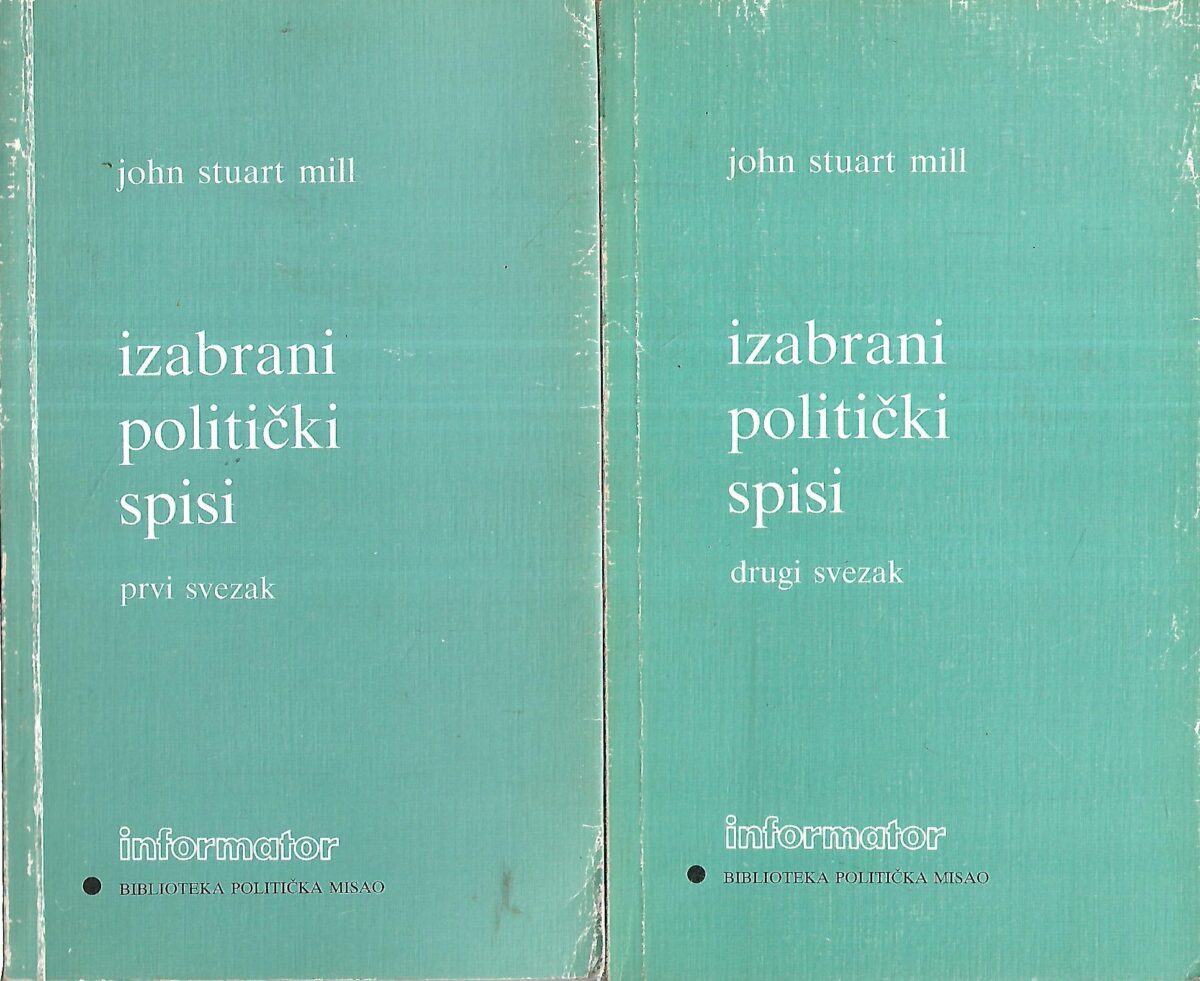 john stuart mill
izabrani
politički
spisi
prvi svezak
informator
BIBLIOTEKA POLITIČKA MISAO
john stuart mill
izabrani
politički
spisi
drugi svezak
informator
BIBLIOTEKA POLITIČKA MISAO